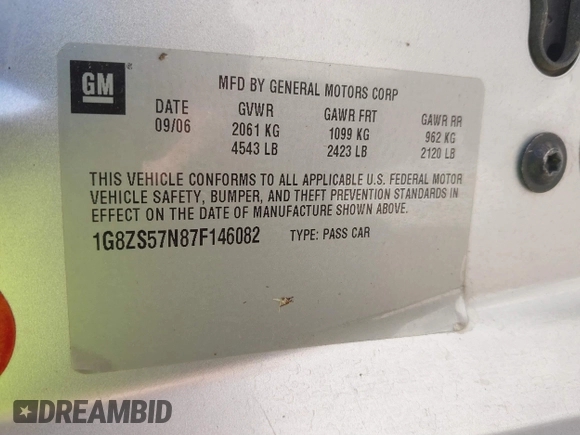 GM
MFD BY GENERAL MOTORS CORP
DATE GVWR GAWR FRT GAWR RR
09/06 2061 KG 1099 KG 962 KG
4543 LB 2423 LB 2120 LB
THIS VEHICLE CONFORMS TO ALL APPLICABLE U.S. FEDERAL MOTOR
VEHICLE SAFETY, BUMPER, AND THEFT PREVENTION STANDARDS IN
EFFECT ON THE DATE OF MANUFACTURE SHOWN ABOVE.
1G8ZS57N87F146082 TYPE: PASS CAR
DREAMBID